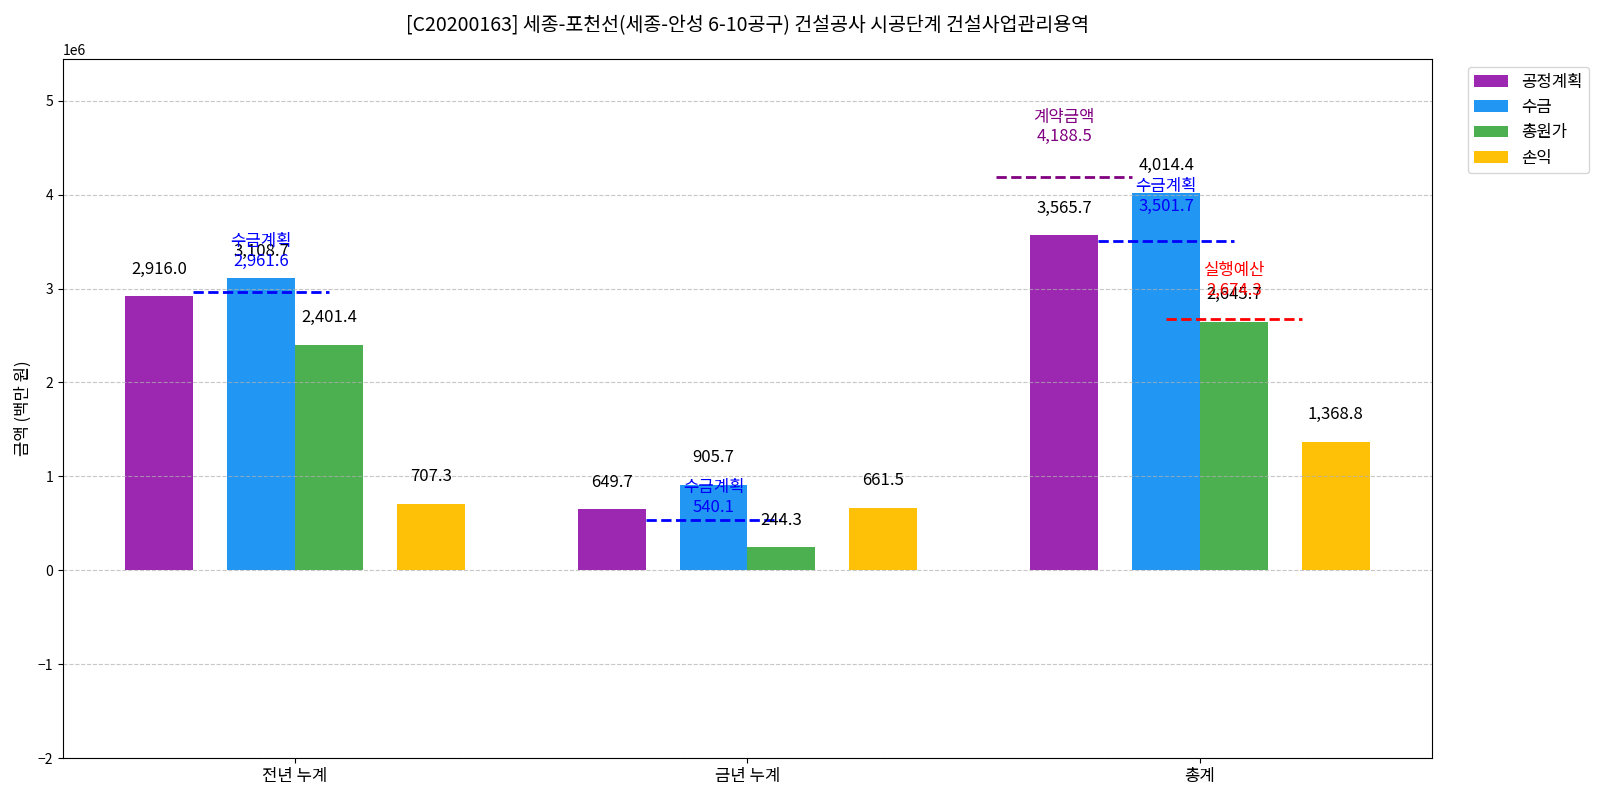 [C20200163] 세종-포천선(세종-안성 6-10공구) 건설공사 시공단계 건설사업관리용역
1e6
금액 (백만 원)
5
4
3
2
1
0
−1
−2
2,916.0
수금계획
3,108.7
2,961.6
2,401.4
707.3
649.7
905.7
수금계획
540.1
244.3
661.5
계약금액
4,188.5
3,565.7
4,014.4
수금계획
3,501.7
실행예산
2,674.3
2,645.7
1,368.8
전년 누계
금년 누계
총계
공정계획
수금
총원가
손익